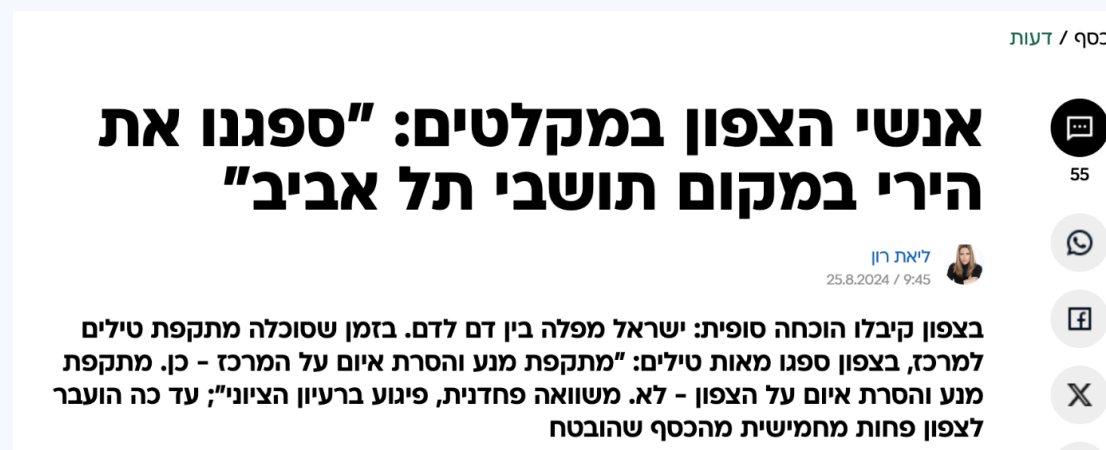 כסף / דעות
אנשי הצפון במקלטים: "ספגנו את
הירי במקום תושבי תל אביב"
55
ליאת רון
25.8.2024 / 9:45
בצפון קיבלו הוכחה סופית: ישראל מפלה בין דם לדם. בזמן שסוכלה מתקפת טילים
למרכז, בצפון ספגו מאות טילים: "מתקפת מנע והסרת איום על המרכז - כן. מתקפת
מנע והסרת איום על הצפון - לא. משוואה פחדנית, פיגוע ברעיון הציוני"; עד כה הועבר
לצפון פחות מחמישית מהכסף שהובטח